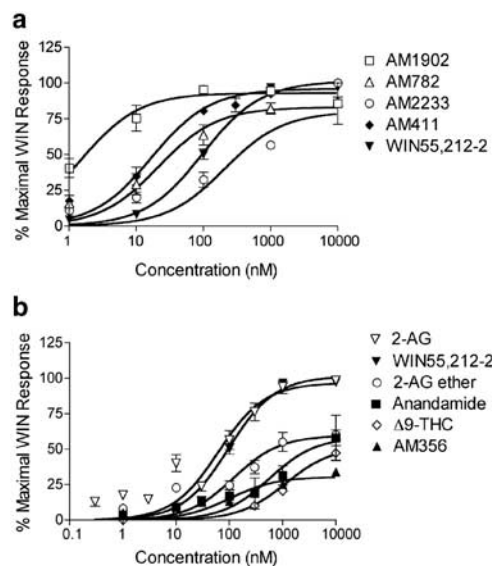 a
% Maximal WIN Response
125
100
75
50
25
0
1 10 100 1000 10000
Concentration (nM)
AM1902
AM782
AM2233
AM411
WIN55,212-2
b
% Maximal WIN Response
125
100
75
50
25
0
0.1 1 10 100 1000 10000
Concentration (nM)
2-AG
WIN55,212-2
2-AG ether
Anandamide
Δ9-THC
AM356